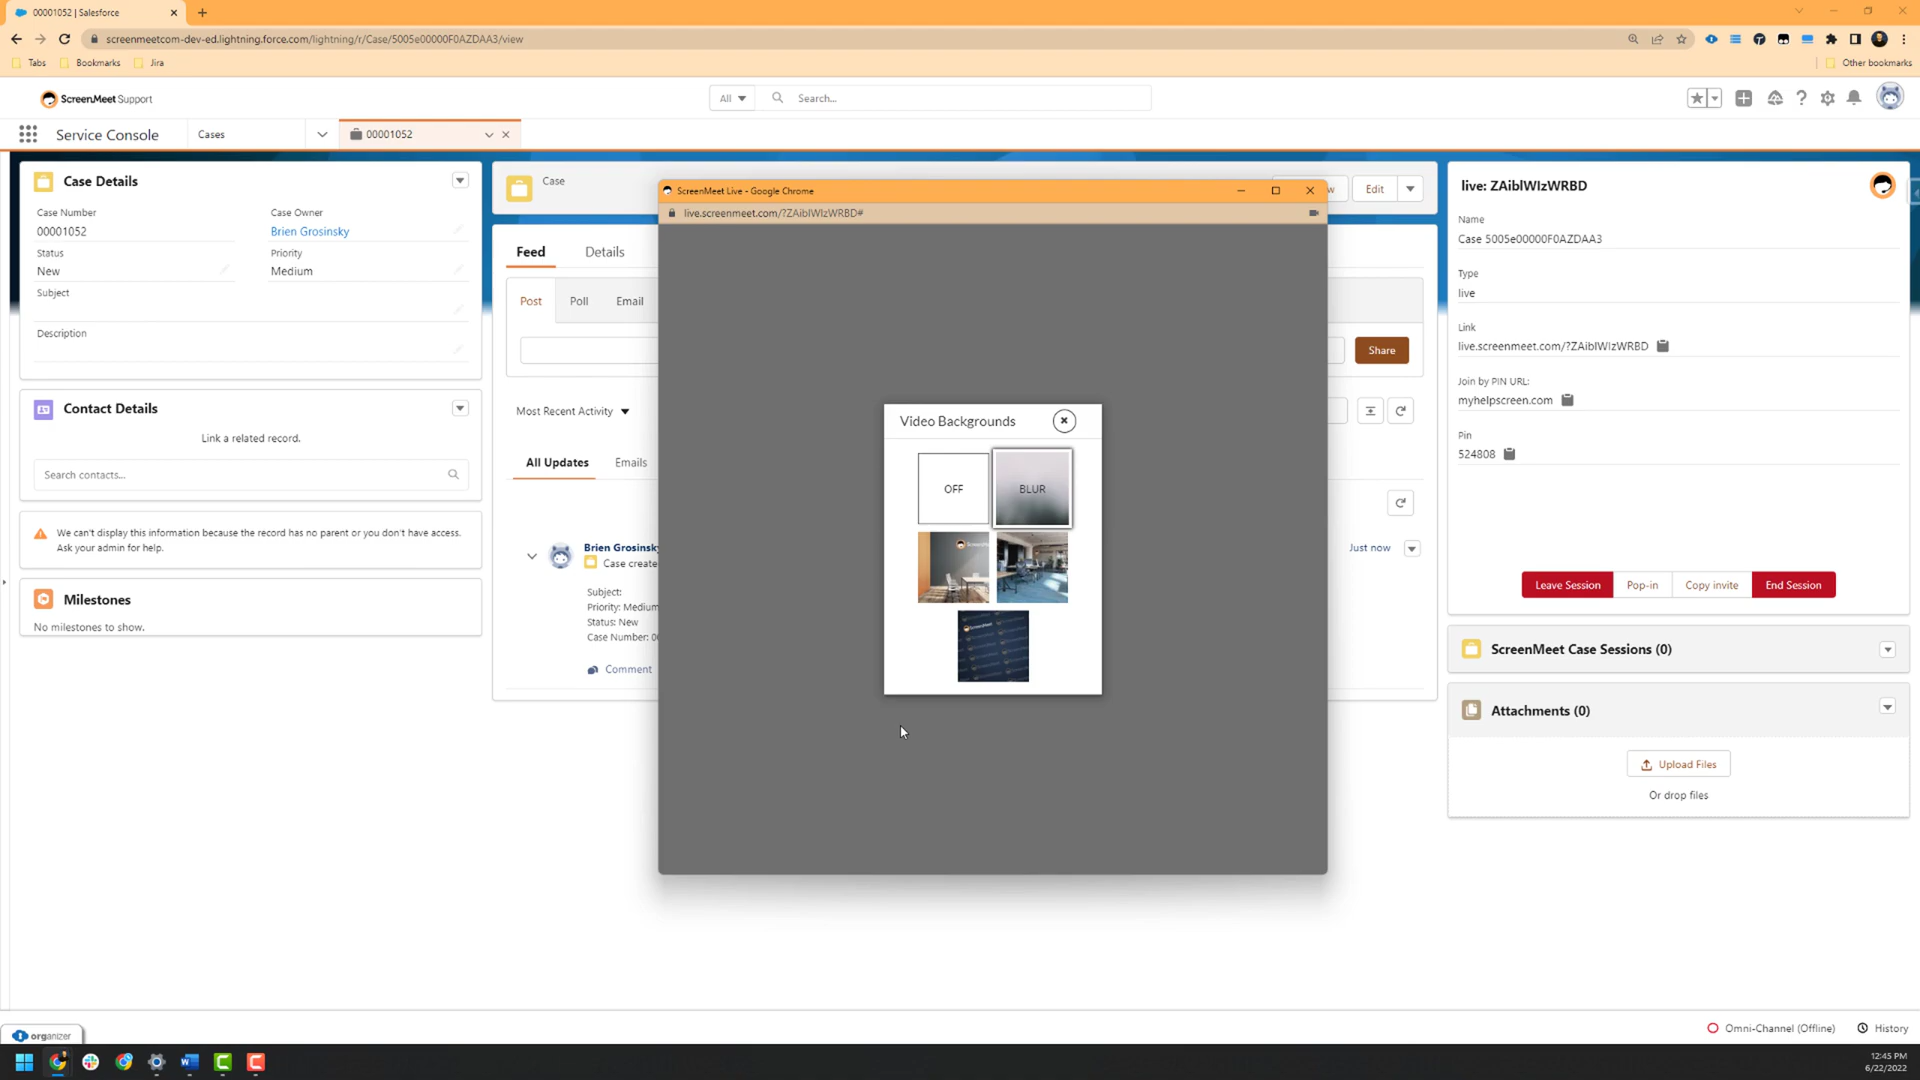 00001052 | Salesforce
screenmeetcom-dev-ed.lightning.force.com/lightning/r/Case/5005e00000F0AZDAA3/view
Tabs
Bookmarks
Jira
Other bookmarks
ScreenMeet Support
All
Search...
Service Console
Cases
00001052
Case Details
Case Number
00001052
Case Owner
Brien Grosinsky
Status
New
Priority
Medium
Subject
Description
Contact Details
Link a related record.
Search contacts...
We can't display this information because the record has no parent or you don't have access.
Ask your admin for help.
Milestones
No milestones to show.
Case
Edit
Feed
Details
Post
Poll
Email
Share
Most Recent Activity
All Updates
Emails
Brien Grosinsky
Just now
Case create
Subject:
Priority: Medium
Status: New
Case Number: 0
Comment
ScreenMeet Live - Google Chrome
live.screenmeet.com/?ZAiblWIzWRBD#
Video Backgrounds
OFF
BLUR
ScreenMeet
live: ZAiblWIzWRBD
Name
Case 5005e00000F0AZDAA3
Type
live
Link
live.screenmeet.com/?ZAiblWIzWRBD
Join by PIN URL:
myhelpscreen.com
Pin
524808
Leave Session
Pop-in
Copy invite
End Session
ScreenMeet Case Sessions (0)
Attachments (0)
Upload Files
Or drop files
organizer
Omni-Channel (Offline)
History
12:45 PM
6/22/2022